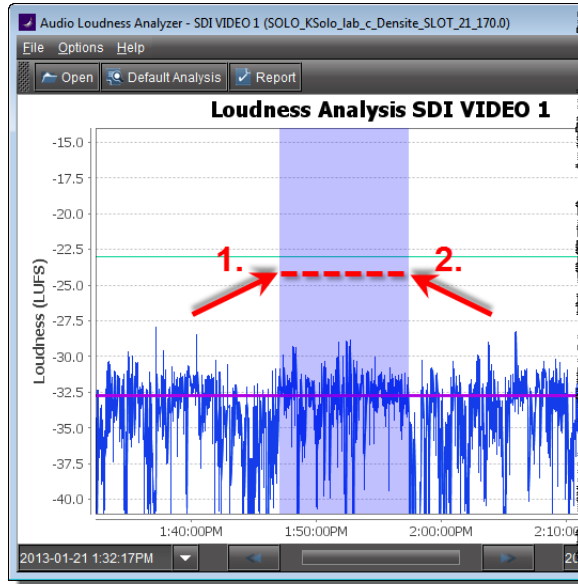 Audio Loudness Analyzer - SDI VIDEO 1 (SOLO_KSolo_lab_c_Densite_SLOT_21_170.0)
File Options Help
Open Default Analysis Report
Loudness Analysis SDI VIDEO 1
-15.0
-17.5
-20.0
-22.5
1. 2.
-25.0
-27.5
-30.0
-32.5
-35.0
-37.5
-40.0
Loudness (LUFS)
1:40:00PM 1:50:00PM 2:00:00PM 2:10:0
2013-01-21 1:32:17PM 20